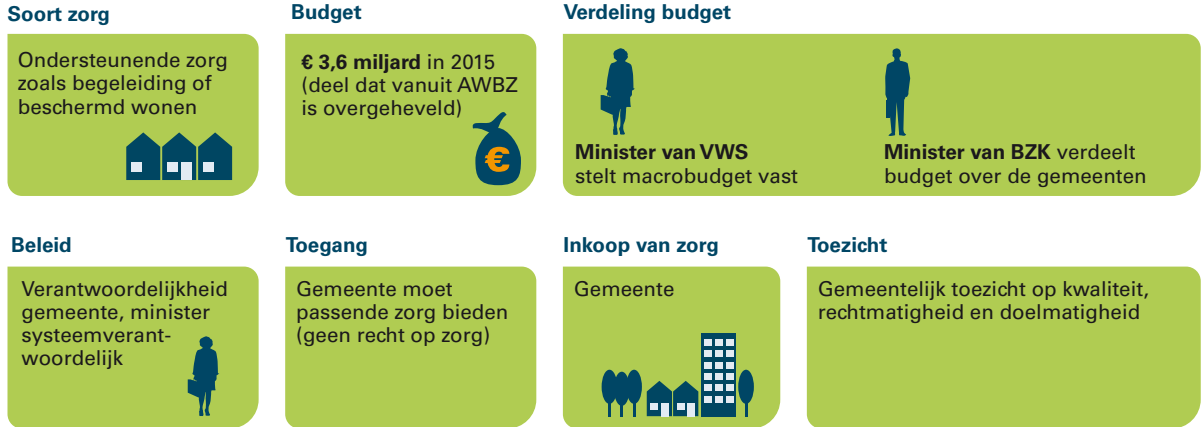 Soort zorg
Ondersteunende zorg
zoals begeleiding of
beschermd wonen
Budget
€ 3,6 miljard in 2015
(deel dat vanuit AWBZ
is overgeheveld)
€
Verdeling budget
Minister van VWS
stelt macrobudget vast
Minister van BZK verdeelt
budget over de gemeenten
Beleid
Verantwoordelijkheid
gemeente, minister
systeemverant-
woordelijk
Toegang
Gemeente moet
passende zorg bieden
(geen recht op zorg)
Inkoop van zorg
Gemeente
Toezicht
Gemeentelijk toezicht op kwaliteit,
rechtmatigheid en doelmatigheid